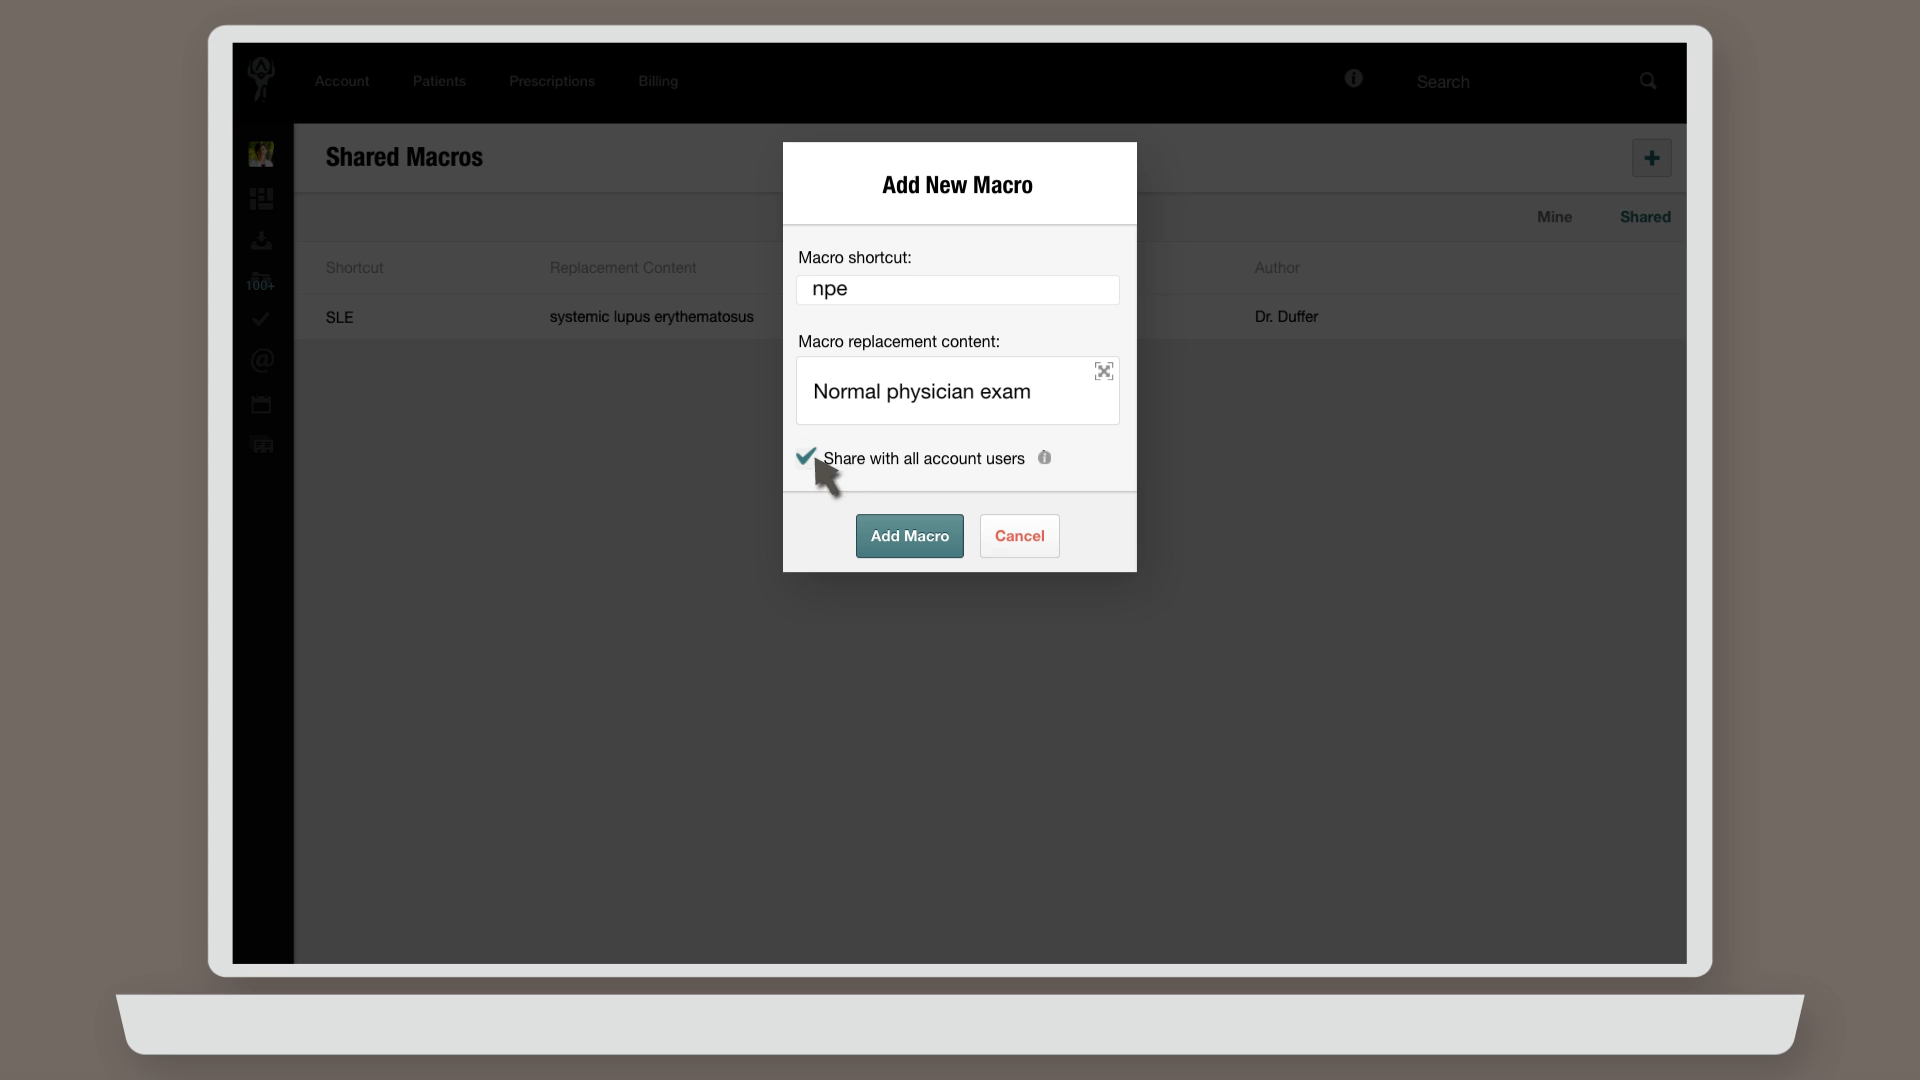 Account Patients Prescriptions Billing Search
Shared Macros
Mine Shared
Shortcut Replacement Content Author
SLE systemic lupus erythematosus Dr. Duffer
100+
Add New Macro
Macro shortcut:
npe
Macro replacement content:
Normal physician exam
Share with all account users
Add Macro Cancel